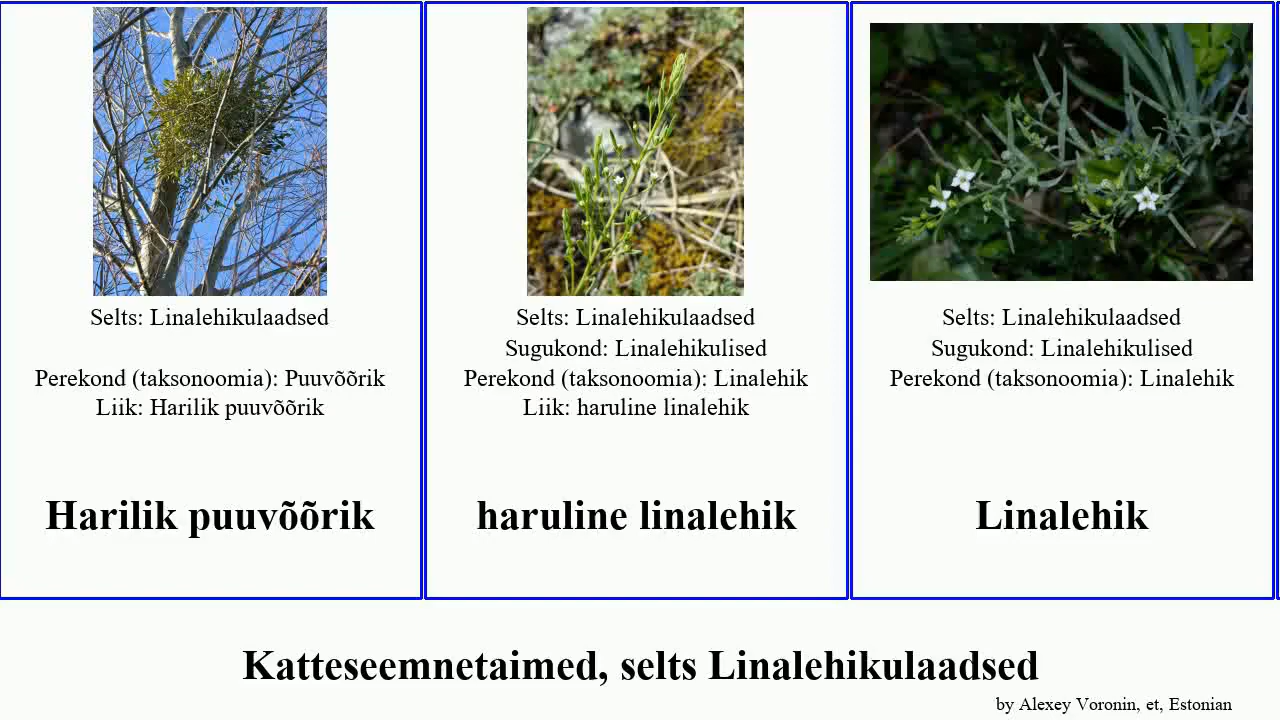 Selts: Linalehikulaadsed
Perekond (taksonoomia): Puuvõõrik
Liik: Harilik puuvõõrik
Harilik puuvõõrik
Selts: Linalehikulaadsed
Sugukond: Linalehikulised
Perekond (taksonoomia): Linalehik
Liik: haruline linalehik
haruline linalehik
Selts: Linalehikulaadsed
Sugukond: Linalehikulised
Perekond (taksonoomia): Linalehik
Linalehik
Katteseemnetaimed, selts Linalehikulaadsed
by Alexey Voronin, et, Estonian